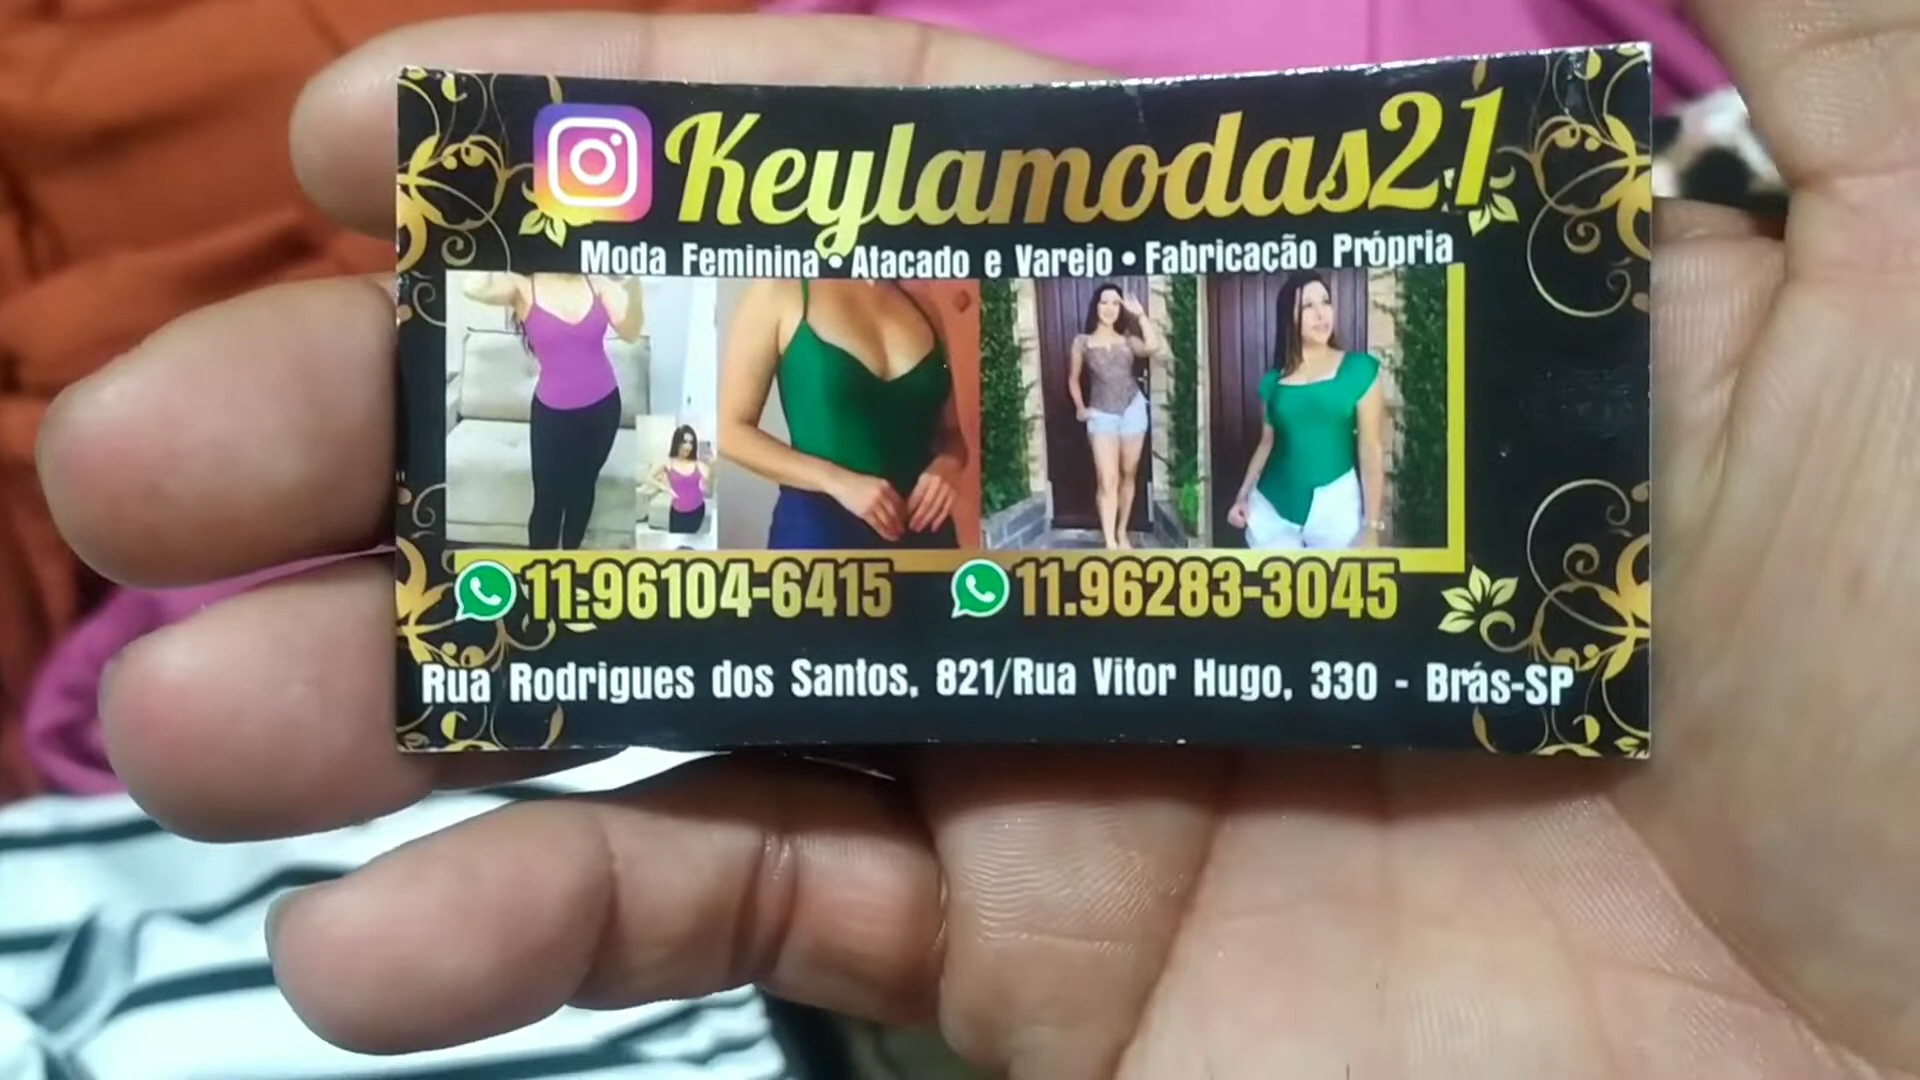 Keylamodas21
Moda Feminina • Atacado e Varejo • Fabricação Própria
11.96104-6415 11.96283-3045
Rua Rodrigues dos Santos, 821/Rua Vitor Hugo, 330 - Brás-SP